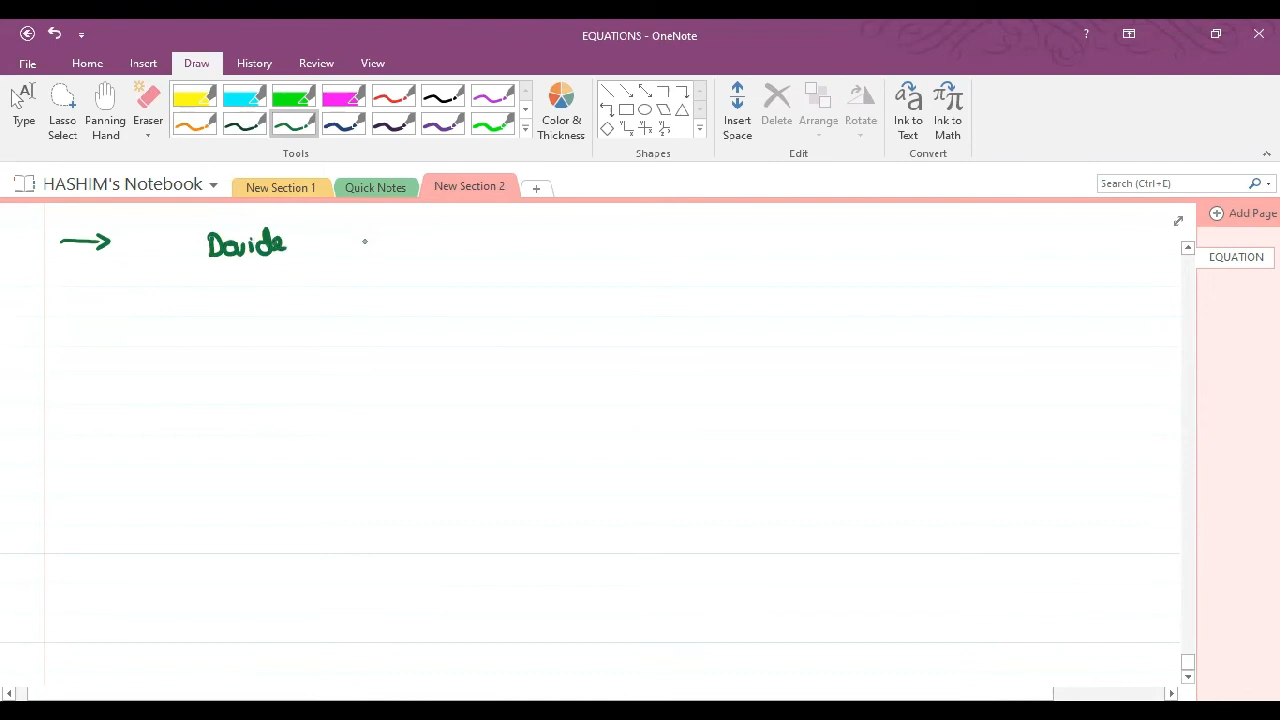 EQUATIONS - OneNote
?
File Home Insert Draw History Review View
Type
Lasso Select
Panning Hand
Eraser
Color & Thickness
Insert Space
Delete
Arrange
Rotate
Ink to Text
Ink to Math
Tools
Shapes
Edit
Convert
HASHIM's Notebook
New Section 1
Quick Notes
New Section 2
Search (Ctrl+E)
Add Page
→ Davide
EQUATION